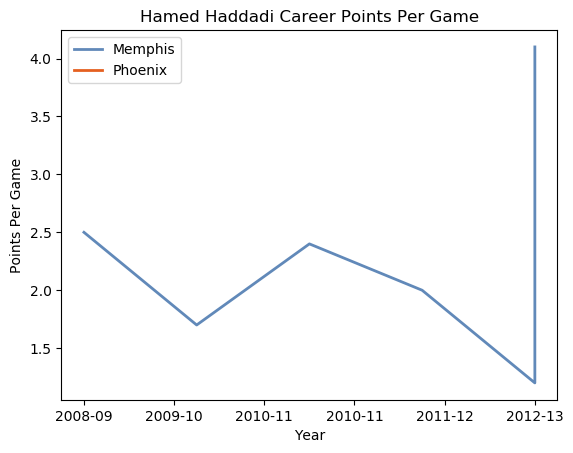 Hamed Haddadi Career Points Per Game
Memphis
Phoenix
4.0
3.5
3.0
2.5
2.0
1.5
Points Per Game
2008-09
2009-10
2010-11
2010-11
2011-12
2012-13
Year